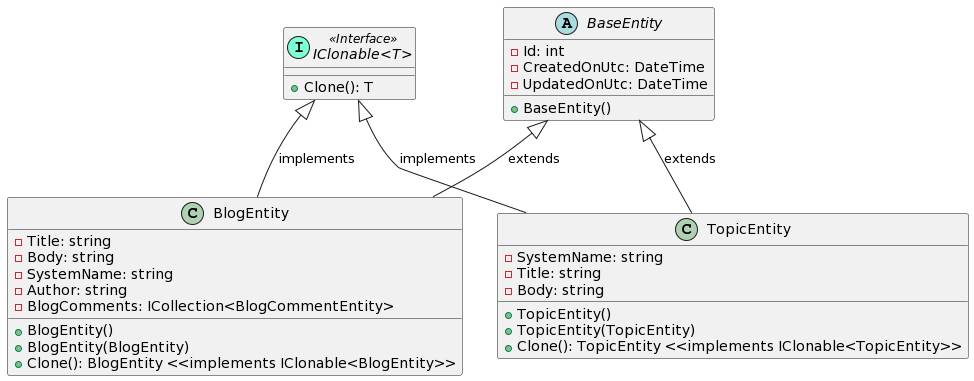 I
«Interface»
IClonable<T>
Clone(): T
A BaseEntity
Id: int
CreatedOnUtc: DateTime
UpdatedOnUtc: DateTime
BaseEntity()
implements
implements
extends
extends
C BlogEntity
Title: string
Body: string
SystemName: string
Author: string
BlogComments: ICollection<BlogCommentEntity>
BlogEntity()
BlogEntity(BlogEntity)
Clone(): BlogEntity <<implements IClonable<BlogEntity>>
C TopicEntity
SystemName: string
Title: string
Body: string
TopicEntity()
TopicEntity(TopicEntity)
Clone(): TopicEntity <<implements IClonable<TopicEntity>>